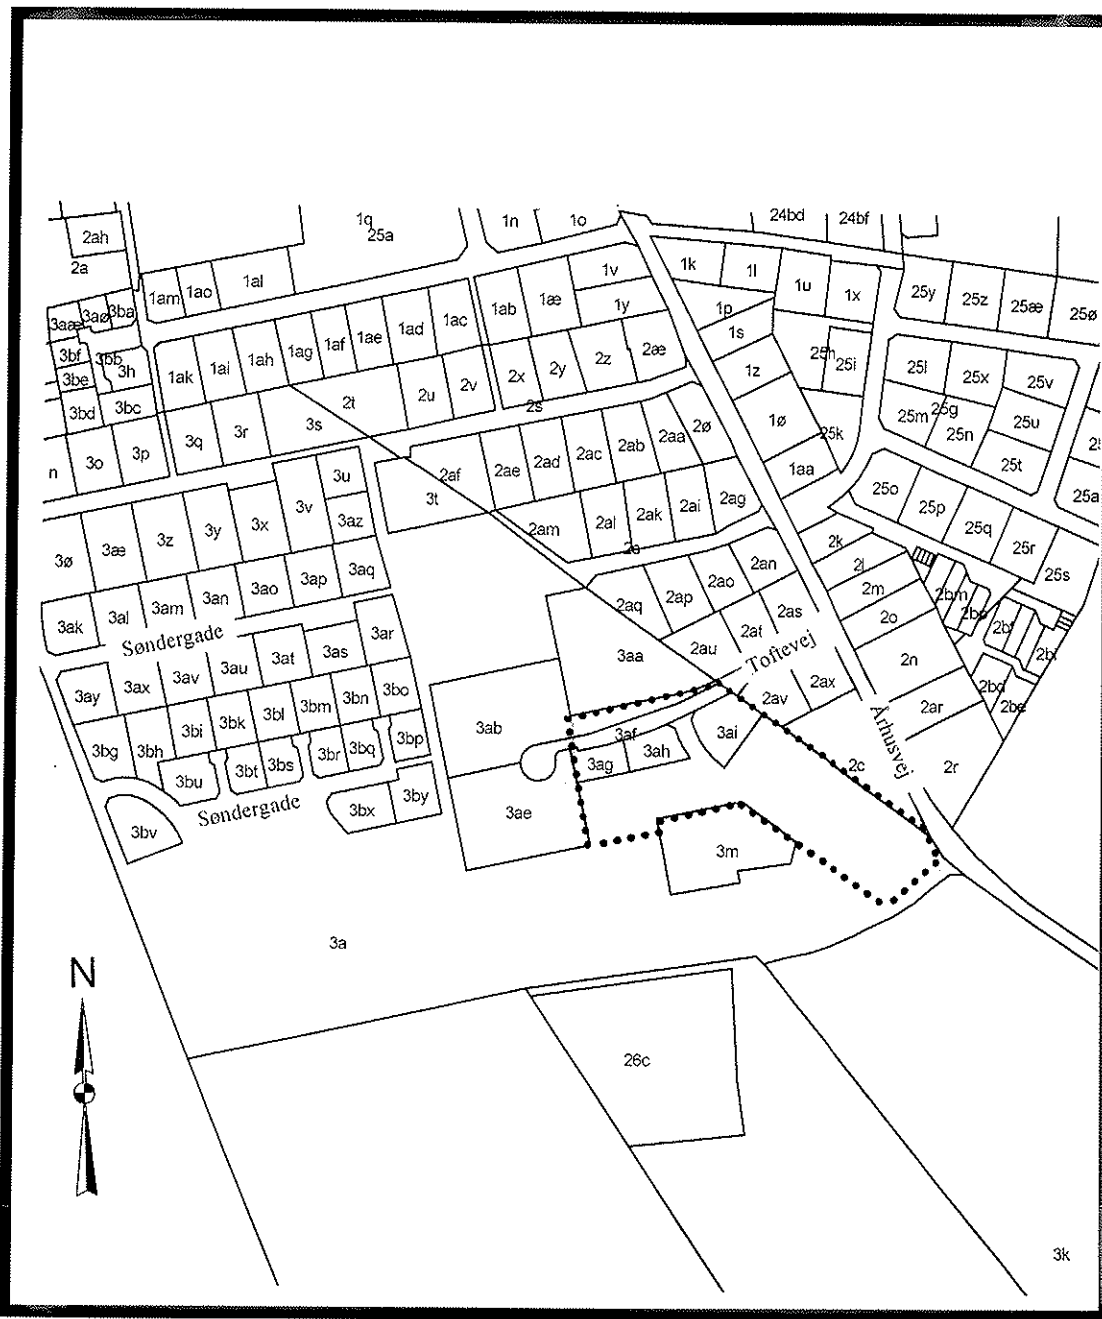 1q
25a
1n
1o
24bd
24bf
2ah
2a
1am
1ao
1al
1v
1k
1l
1u
1x
25y
25z
25æ
25ø
3aæ
3aø
3ba
1ab
1æ
1y
1p
1s
3bf
3bb
3h
1ak
1ai
1ah
1ag
1af
1ae
1ad
1ac
2x
2y
2z
2æ
1z
25h
25i
25l
25x
25v
3be
3bd
3bc
2t
2u
2v
2s
1ø
25k
25m
25g
25n
25u
25t
n
3o
3p
3q
3r
3s
2af
2ae
2ad
2ac
2ab
2aa
2ø
1aa
25o
25p
25q
25r
25s
25a
3u
3t
3v
3x
3y
3z
3æ
3ø
3az
2am
2al
2ak
2ai
2ag
2k
2l
2m
2o
2n
2bm
3ak
3al
3am
3an
3ao
3ap
3aq
2aq
2ap
2ao
2an
2as
2at
2au
Søndergade
3ar
3aa
Toftevej
2av
2ax
2ar
2bd
2be
3ay
3ax
3av
3au
3at
3as
3bg
3bh
3bi
3bk
3bl
3bm
3bn
3bo
3ab
3af
3ai
Århusvej
2c
2r
3bu
3bt
3bs
3br
3bq
3bp
3ag
3ah
3bv
Søndergade
3bx
3by
3ae
3m
3a
N
26c
3k